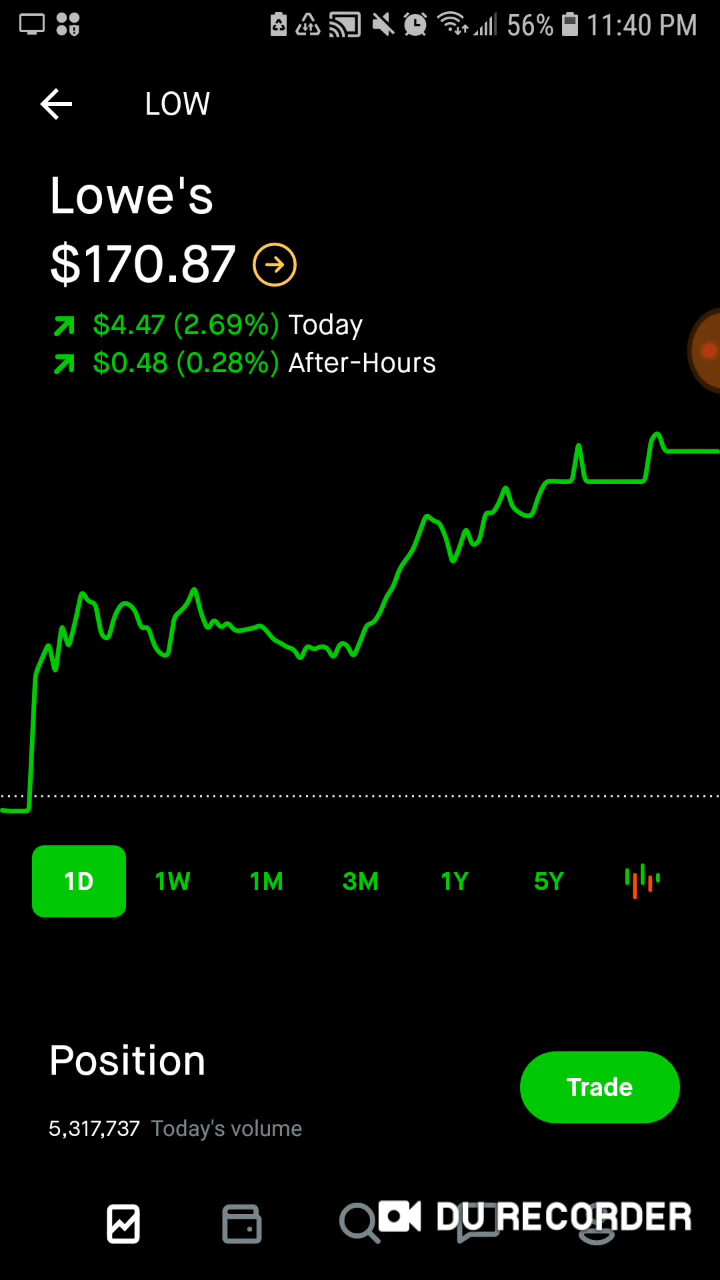 56% 11:40 PM
LOW
Lowe's
$170.87
$4.47 (2.69%) Today
$0.48 (0.28%) After-Hours
1D 1W 1M 3M 1Y 5Y
Position
Trade
5,317,737 Today's volume
DU RECORDER